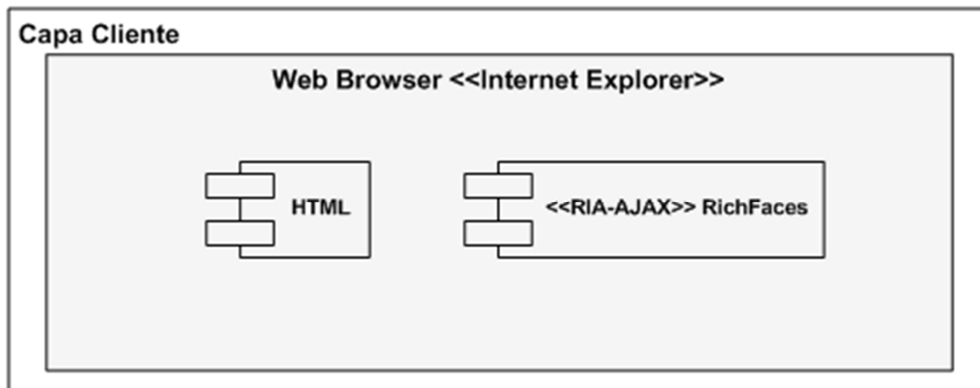 Capa Cliente
Web Browser <<Internet Explorer>>
HTML
<<RIA-AJAX>> RichFaces